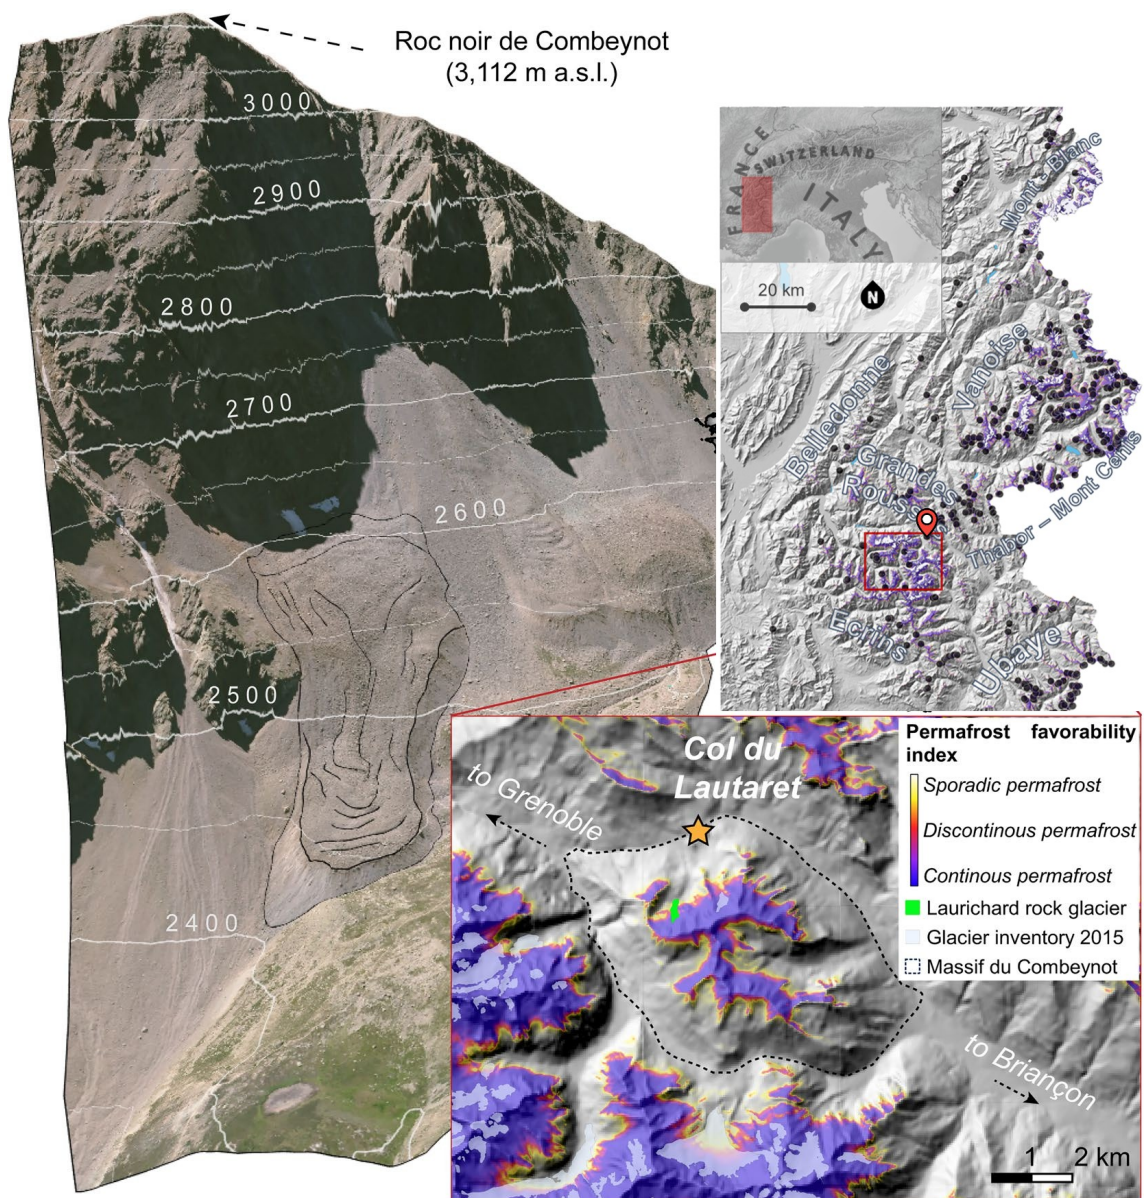 Roc noir de Combeynot
(3,112 m a.s.l.)
3000
2900
2800
2700
2600
2500
2400
FRANCE
SWITZERLAND
ITALY
20 km
N
Mont-Blanc
Vanoise
Belledonne
Grandes
Rousses
Thabor – Mont Cenis
Ecrins
Ubaye
Col du
Lautaret
to Grenoble
to Briançon
1 2 km
Permafrost favorability
index
Sporadic permafrost
Discontinous permafrost
Continous permafrost
Laurichard rock glacier
Glacier inventory 2015
Massif du Combeynot